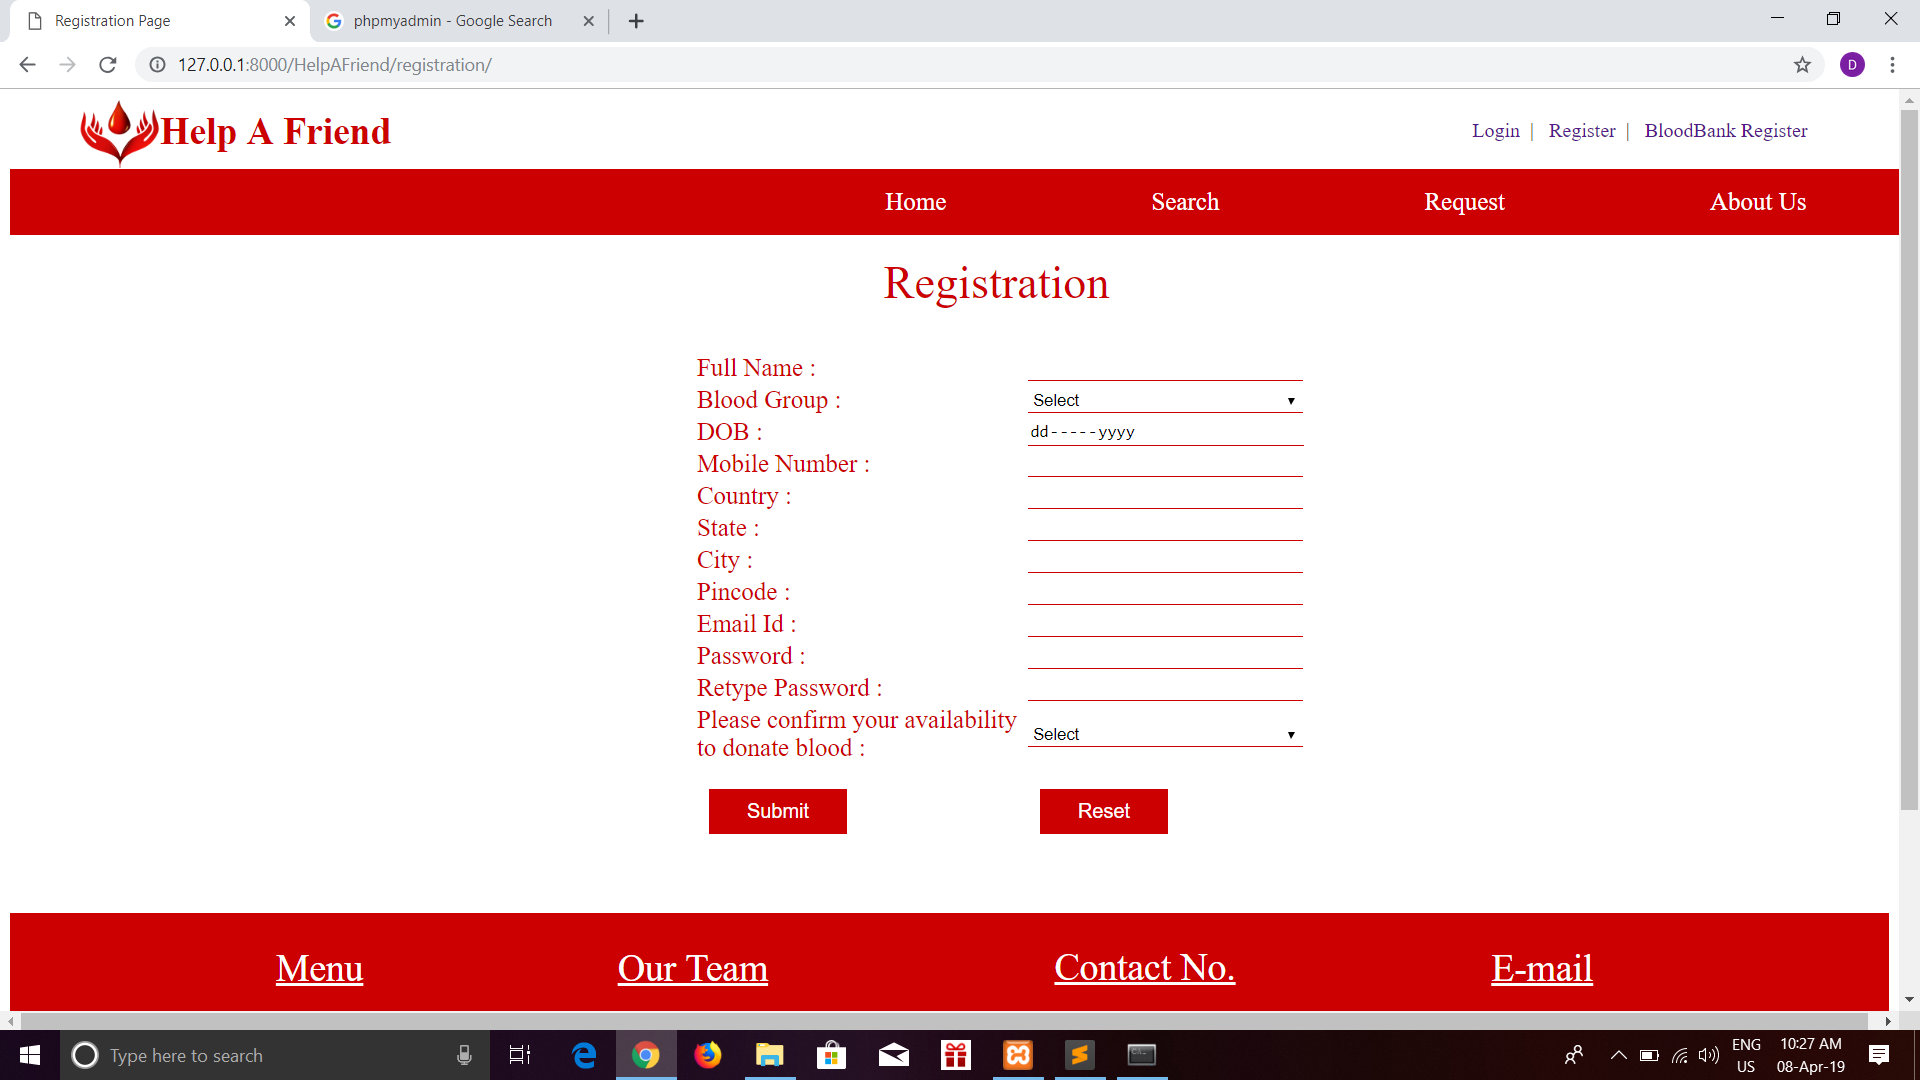 Registration Page
phpmyadmin - Google Search
127.0.0.1:8000/HelpAFriend/registration/
D
Help A Friend
Login | Register | BloodBank Register
Home Search Request About Us
Registration
Full Name :
Blood Group : Select
DOB : dd-----yyyy
Mobile Number :
Country :
State :
City :
Pincode :
Email Id :
Password :
Retype Password :
Please confirm your availability
to donate blood : Select
Submit Reset
Menu Our Team Contact No. E-mail
Type here to search
ENG
US
10:27 AM
08-Apr-19